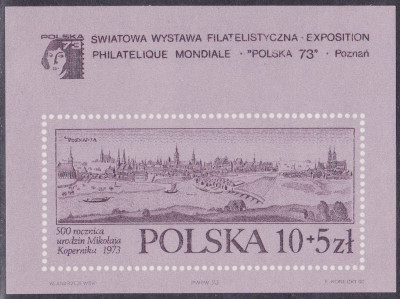 POLSKA
73
ŚWIATOWA WYSTAWA FILATELISTYCZNA · EXPOSITION
PHILATELIQUE MONDIALE · "POLSKA 73" · Poznań
POSNANIA
500 rocznica
urodzin Mikołaja
Kopernika 1973
POLSKA 10+5zł